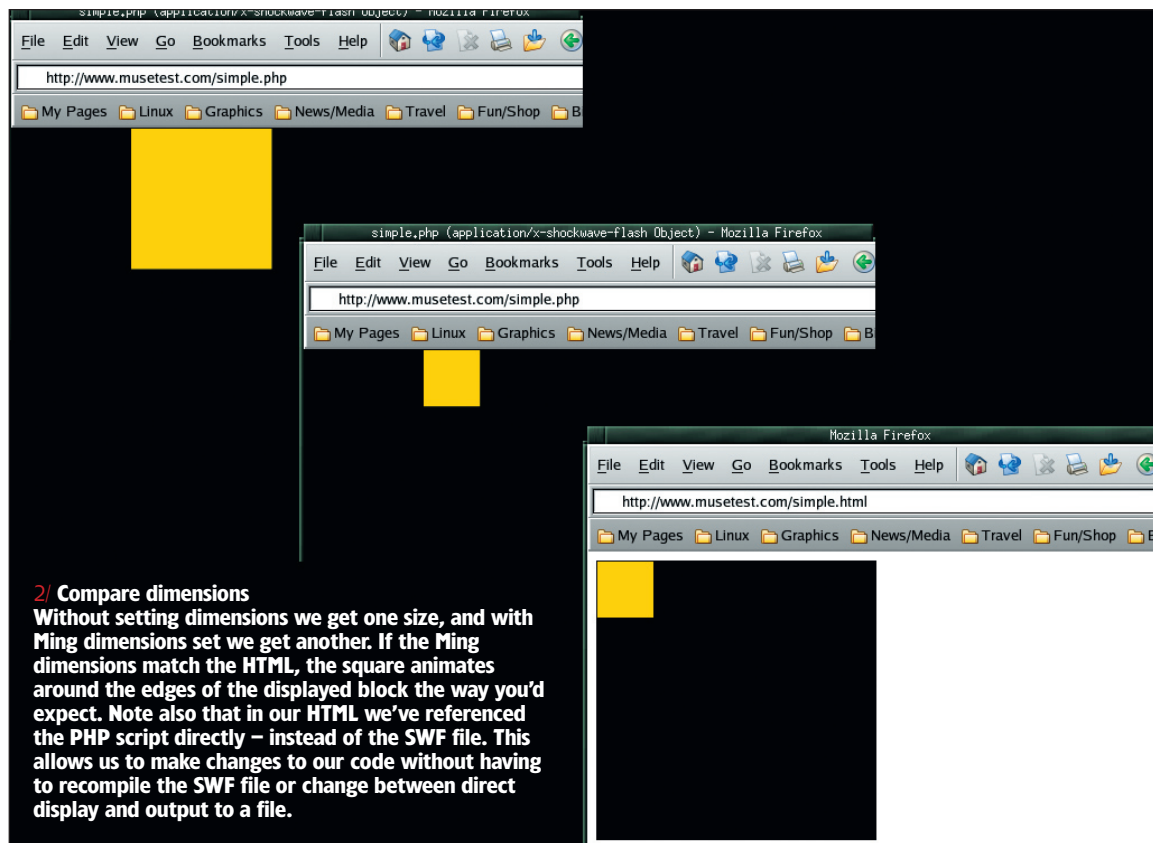 simple.php (application/x-shockwave-flash Object) - Mozilla Firefox
File Edit View Go Bookmarks Tools Help
http://www.musetest.com/simple.php
My Pages Linux Graphics News/Media Travel Fun/Shop B
simple.php (application/x-shockwave-flash Object) - Mozilla Firefox
File Edit View Go Bookmarks Tools Help
http://www.musetest.com/simple.php
My Pages Linux Graphics News/Media Travel Fun/Shop B
Mozilla Firefox
File Edit View Go Bookmarks Tools Help
http://www.musetest.com/simple.html
My Pages Linux Graphics News/Media Travel Fun/Shop
2/ Compare dimensions
Without setting dimensions we get one size, and with
Ming dimensions set we get another. If the Ming
dimensions match the HTML, the square animates
around the edges of the displayed block the way you'd
expect. Note also that in our HTML we've referenced
the PHP script directly – instead of the SWF file. This
allows us to make changes to our code without having
to recompile the SWF file or change between direct
display and output to a file.